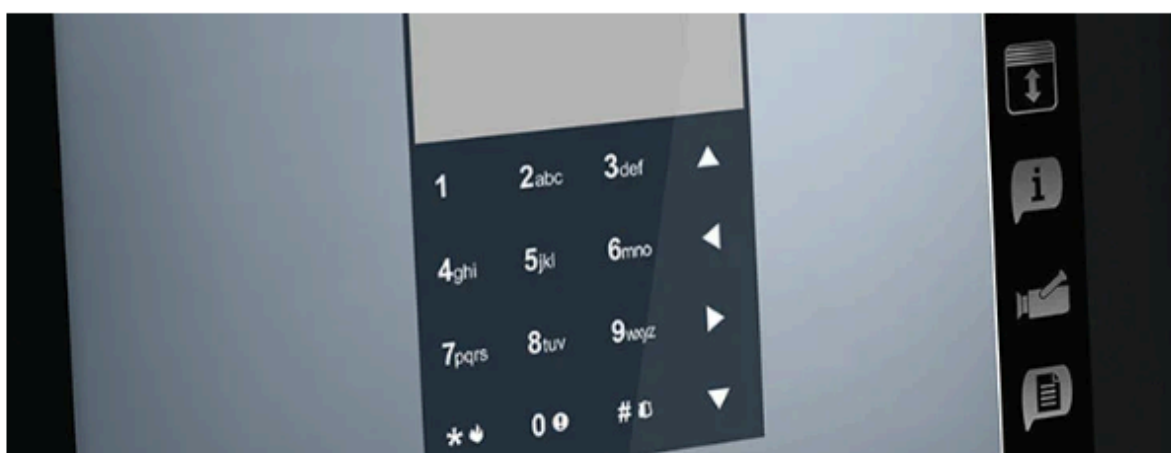 1 2abc 3def
4ghi 5jkl 6mno
7pqrs 8tuv 9wxyz
* 0 #
i